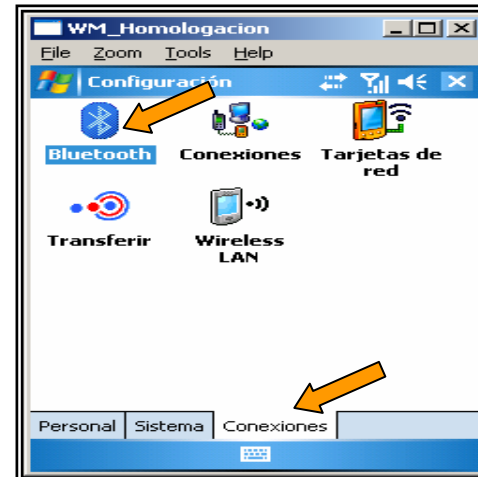 WM_Homologacion
File Zoom Tools Help
Configuración
Bluetooth Conexiones Tarjetas de red
Transferir Wireless LAN
Personal Sistema Conexiones